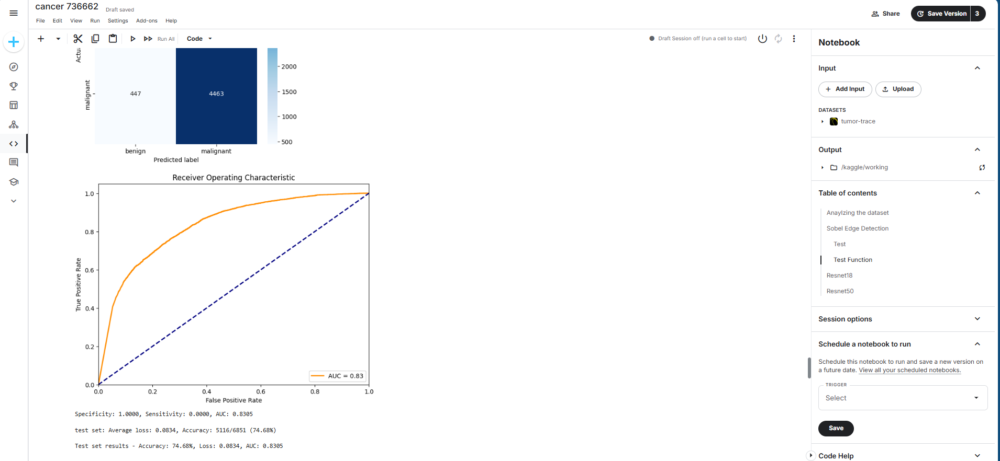 cancer 736662 Draft saved
File Edit View Run Settings Add-ons Help
Share Save Version 3
Run All Code
Draft Session off (run a cell to start)
malignant
447 4463
2000
1500
1000
500
benign malignant
Predicted label
Receiver Operating Characteristic
True Positive Rate
1.0
0.8
0.6
0.4
0.2
0.0
AUC = 0.83
0.0 0.2 0.4 0.6 0.8 1.0
False Positive Rate
Specificity: 1.0000, Sensitivity: 0.0000, AUC: 0.8305
test set: Average loss: 0.0834, Accuracy: 5116/6851 (74.68%)
Test set results - Accuracy: 74.68%, Loss: 0.0834, AUC: 0.8305
Notebook
Input
Add Input Upload
DATASETS
tumor-trace
Output
/kaggle/working
Table of contents
Anaylzing the dataset
Sobel Edge Detection
Test
Test Function
Resnet18
Resnet50
Session options
Schedule a notebook to run
Schedule this notebook to run and save a new version on
a future date. View all your scheduled notebooks.
TRIGGER
Select
Save
Code Help